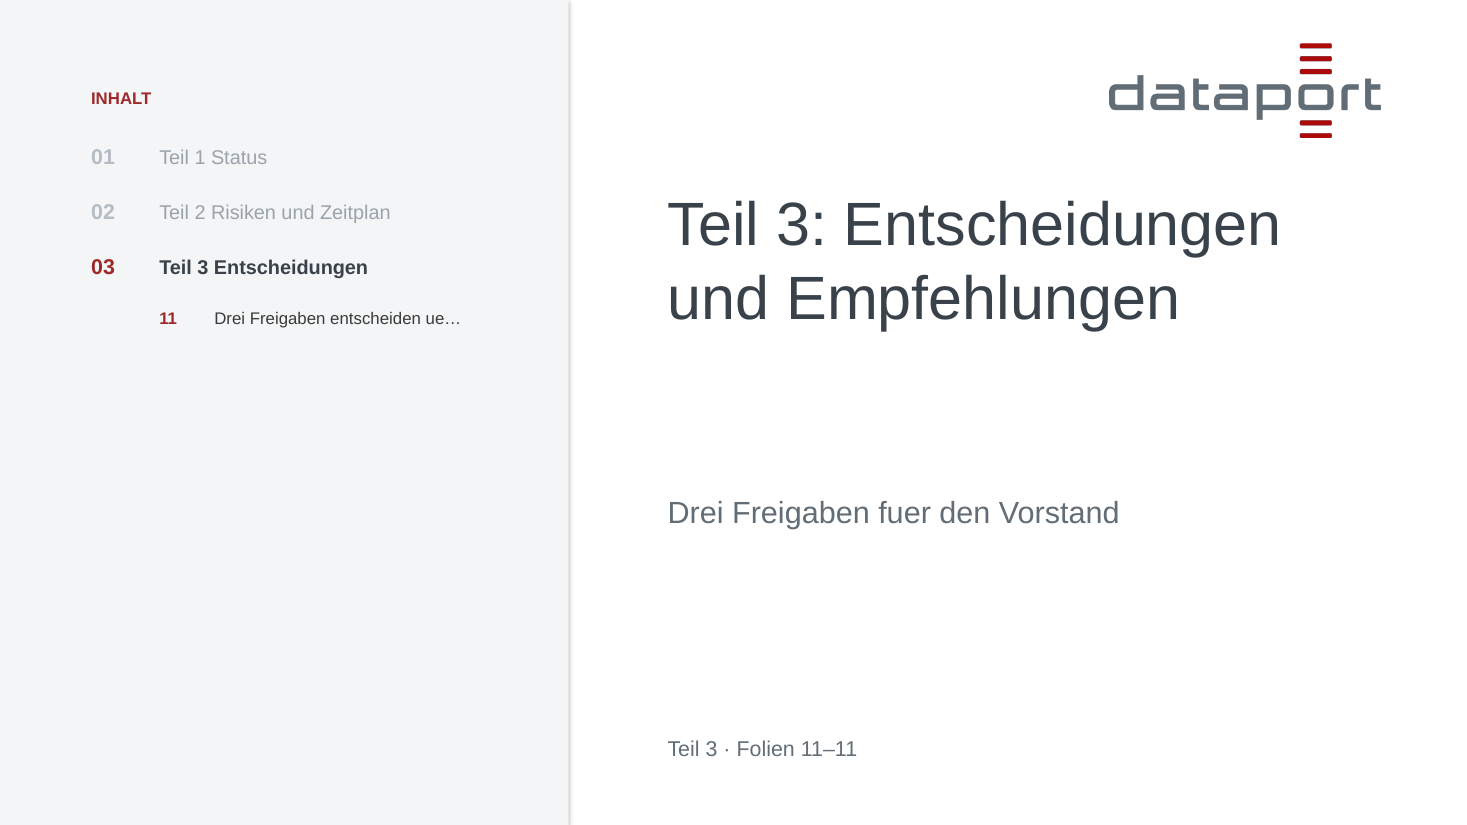 INHALT
01 Teil 1 Status
02 Teil 2 Risiken und Zeitplan
03 Teil 3 Entscheidungen
11 Drei Freigaben entscheiden ue…
dataport
Teil 3: Entscheidungen
und Empfehlungen
Drei Freigaben fuer den Vorstand
Teil 3 · Folien 11–11